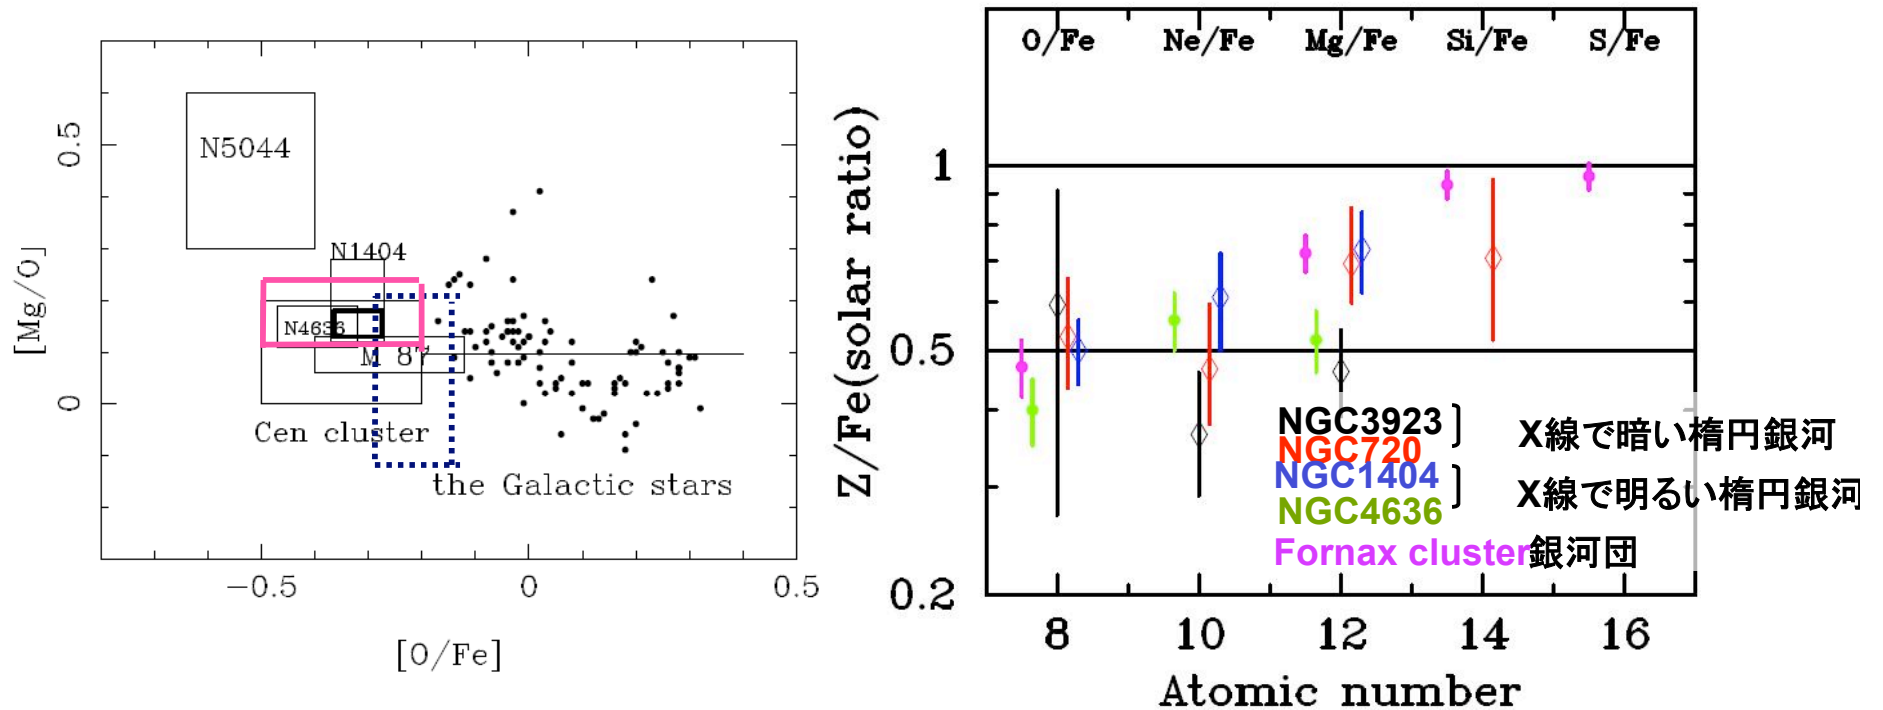 0.5
0
[Mg/O]
N5044
N1404
N4636
M 87
Cen cluster
the Galactic stars
−0.5
0
0.5
[O/Fe]
O/Fe
Ne/Fe
Mg/Fe
Si/Fe
S/Fe
Z/Fe(solar ratio)
1
0.5
0.2
NGC3923
NGC720
X線で暗い楕円銀河
NGC1404
NGC4636
X線で明るい楕円銀河
Fornax cluster銀河団
8
10
12
14
16
Atomic number